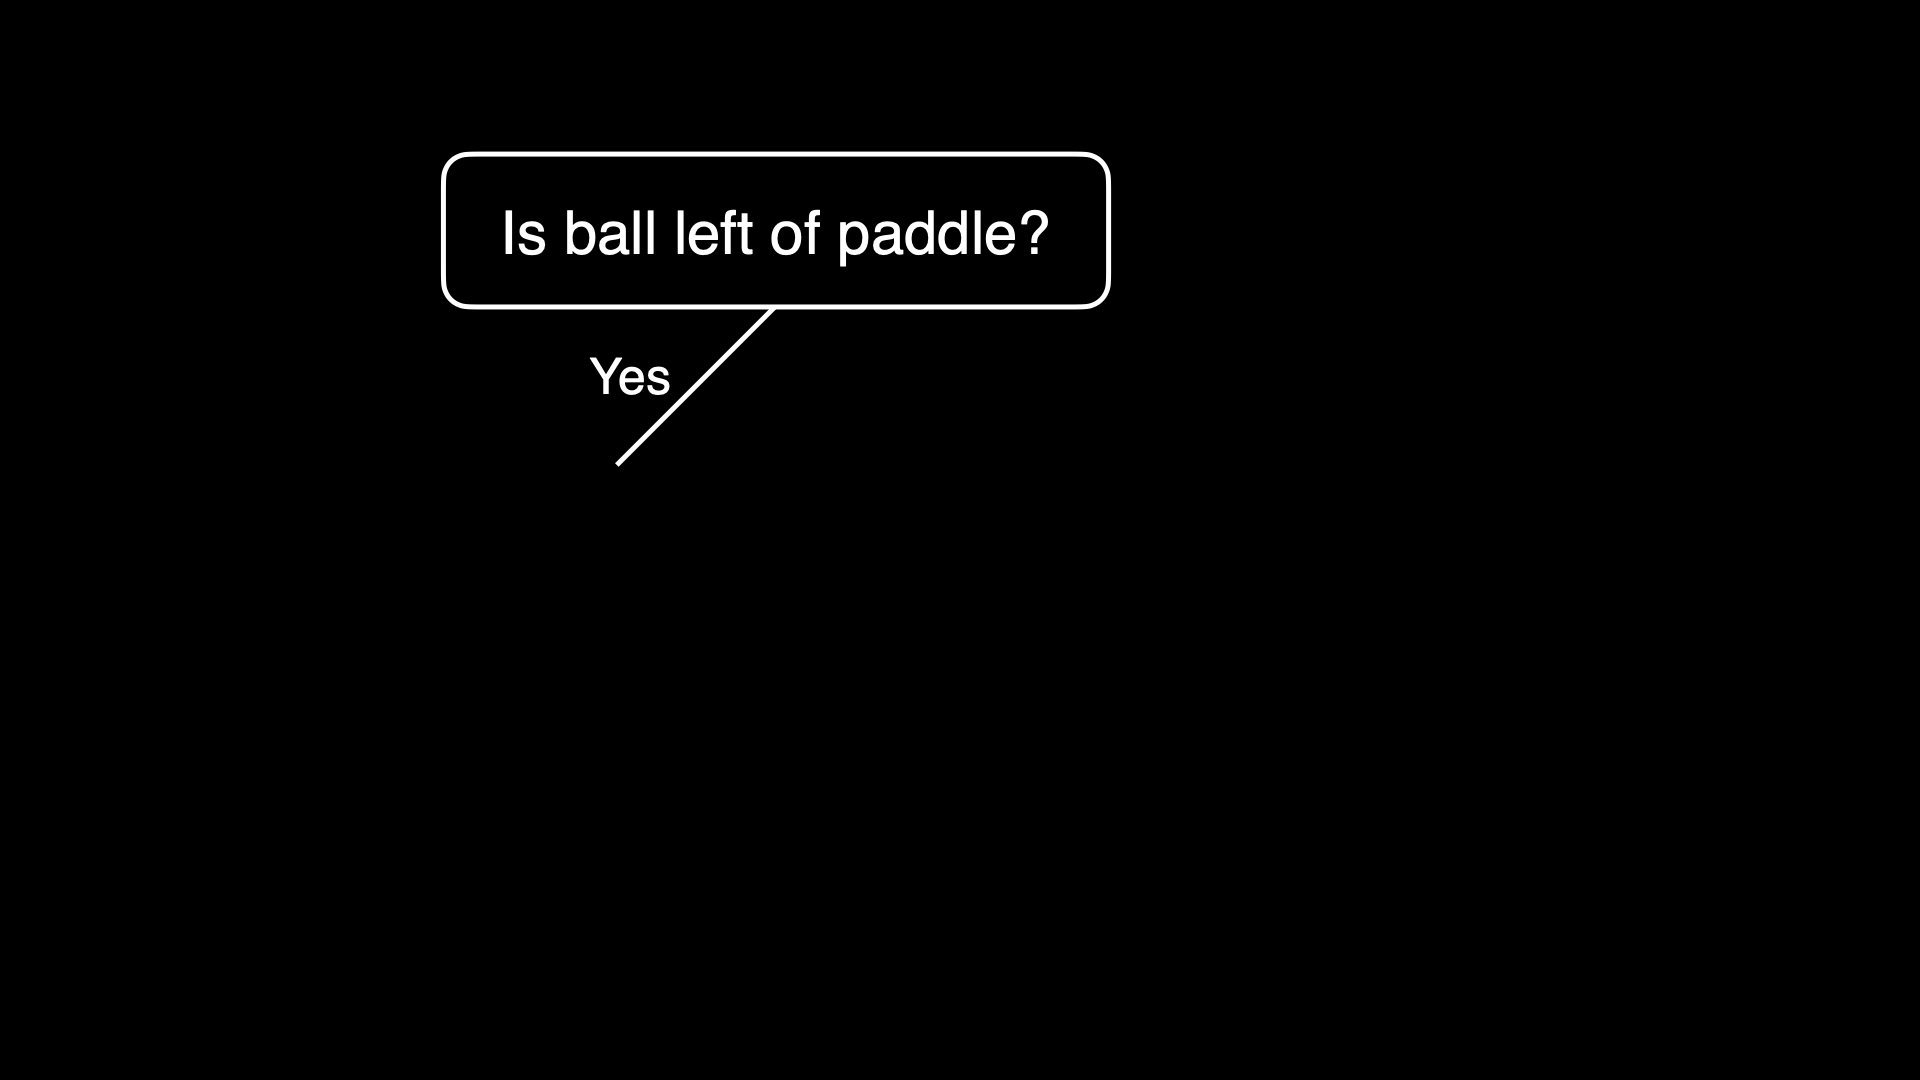 Is ball left of paddle?
Yes